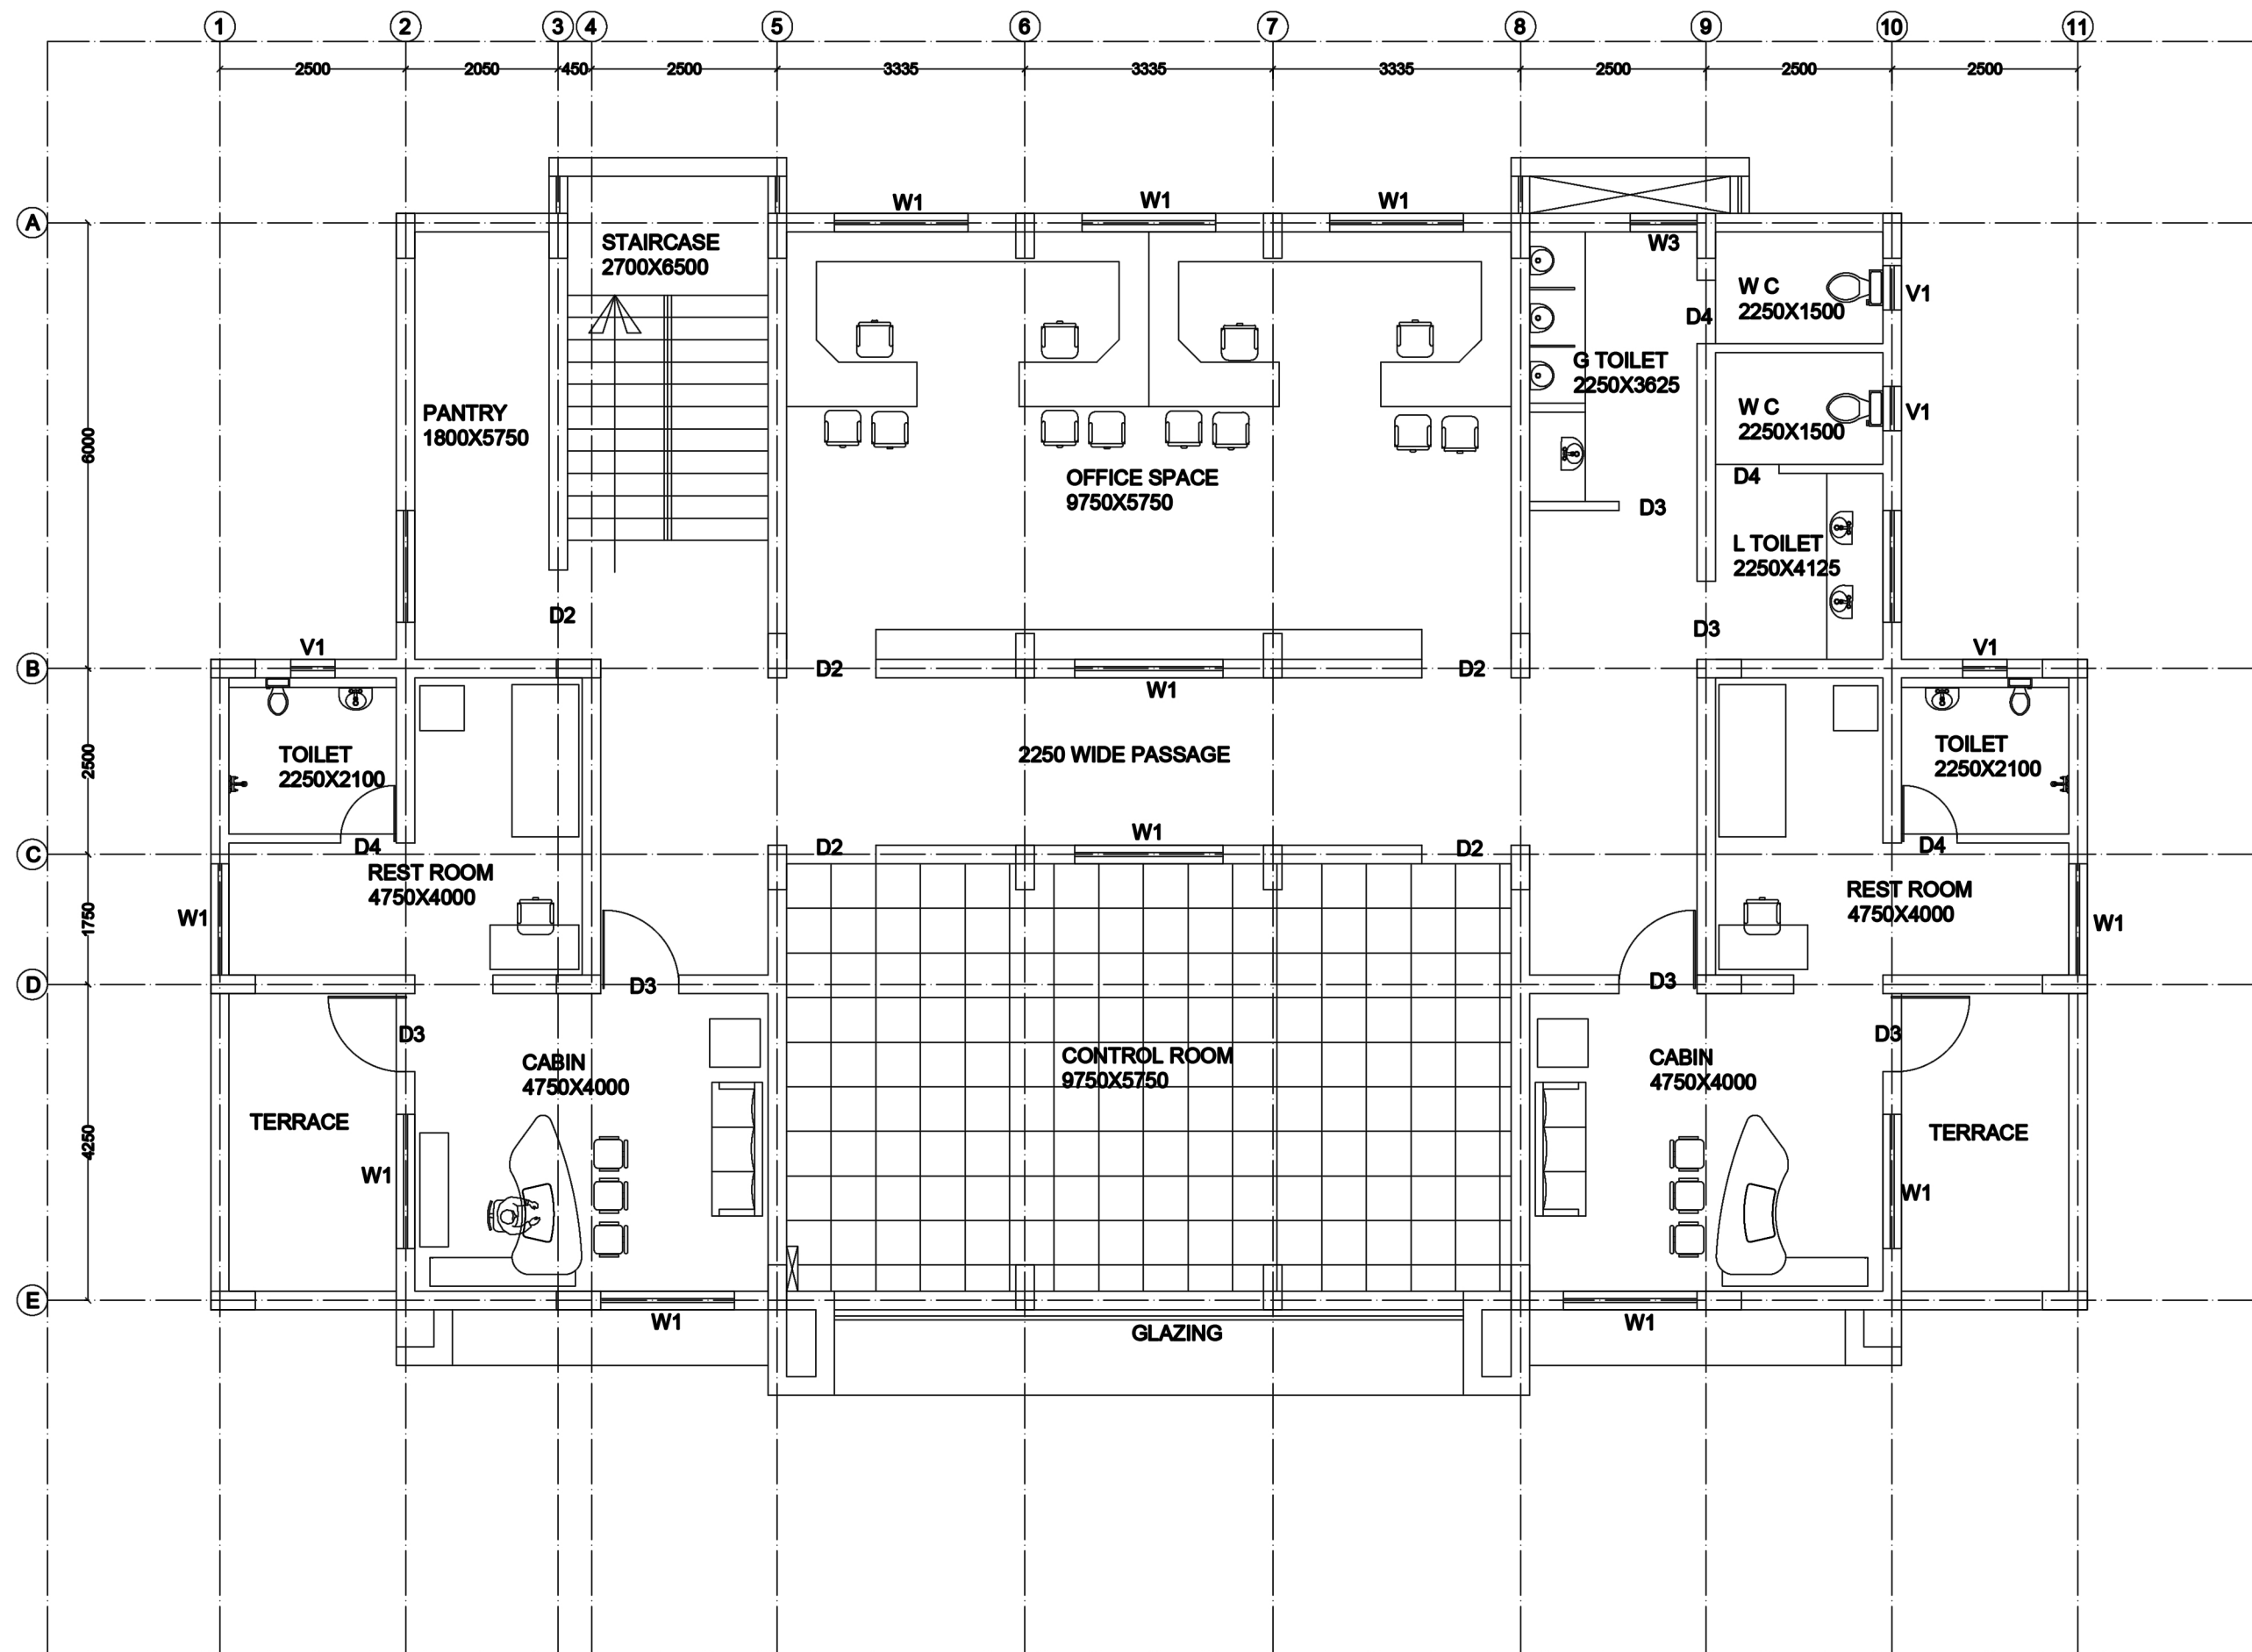 1 2 3 4 5 6 7 8 9 10 11
2500 2050 450 2500 3335 3335 3335 2500 2500 2500
W1 W1 W1
A
STAIRCASE
2700X6500
W3
W C
2250X1500
V1
D4
G TOILET
2250X3625
PANTRY
1800X5750
W C
2250X1500
V1
6000
OFFICE SPACE
9750X5750
D4
D3
L TOILET
2250X4125
D2
D3
V1
V1
B
D2
D2
W1
TOILET
2250X2100
2250 WIDE PASSAGE
TOILET
2250X2100
2500
W1
D4
D2
D2
D4
C
REST ROOM
4750X4000
REST ROOM
4750X4000
W1
W1
1750
D
D3
D3
D3
D3
CABIN
4750X4000
CONTROL ROOM
9750X5750
CABIN
4750X4000
TERRACE
TERRACE
4250
W1
W1
E
W1
GLAZING
W1